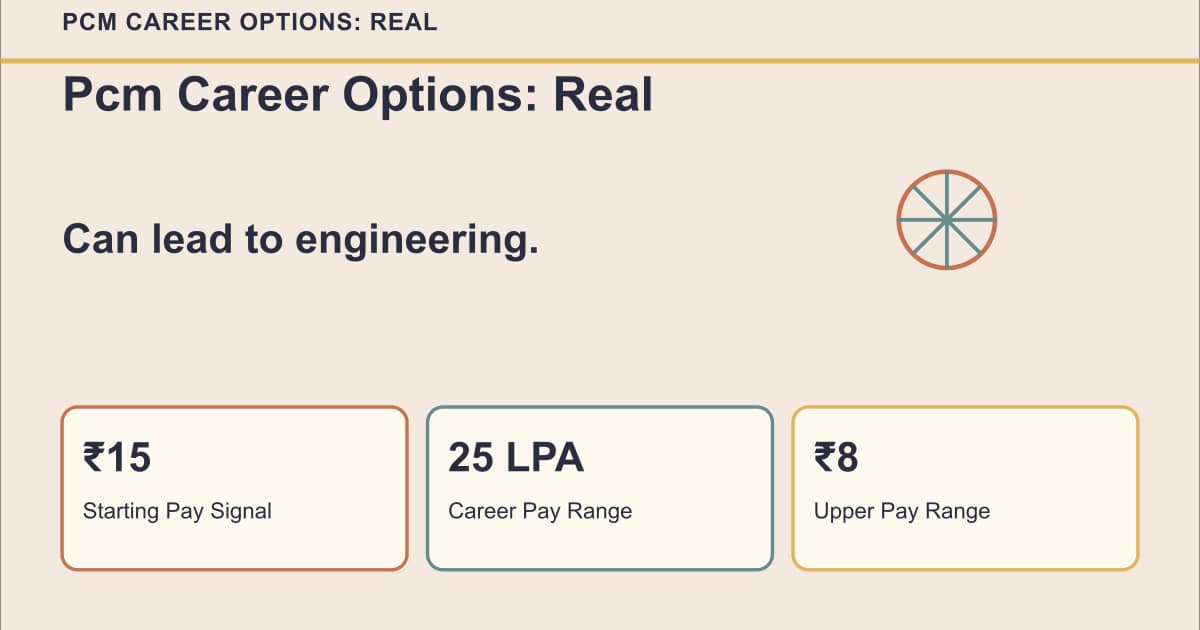 PCM CAREER OPTIONS: REAL
Pcm Career Options: Real
Can lead to engineering.
₹15
Starting Pay Signal
25 LPA
Career Pay Range
₹8
Upper Pay Range